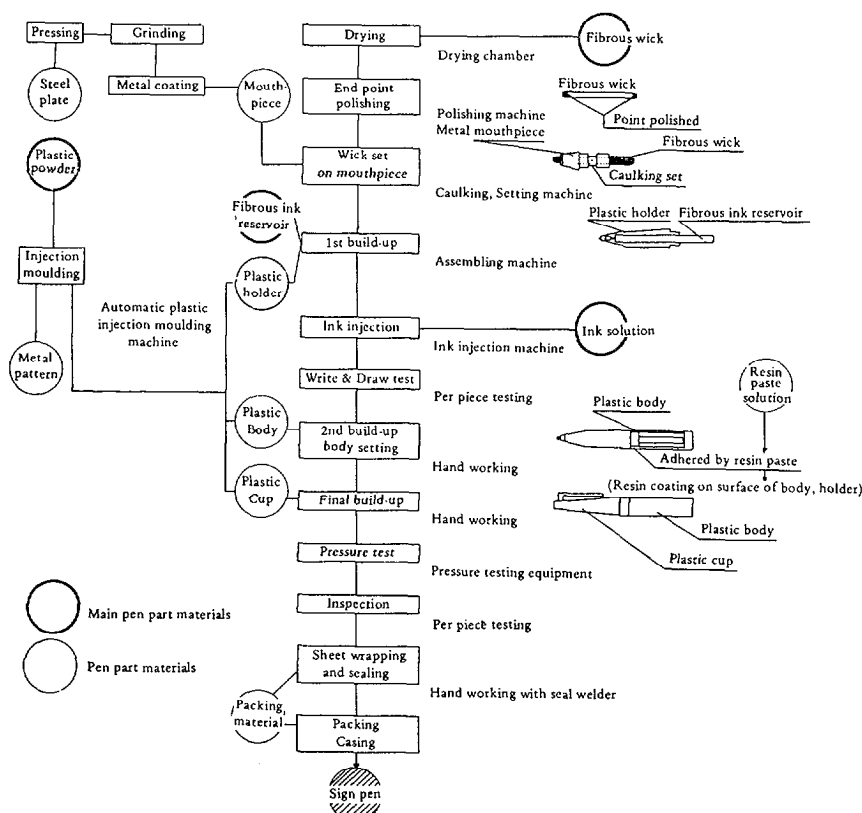 Pressing
Grinding
Drying
Fibrous wick
Drying chamber
Steel
plate
Metal coating
Mouth-
piece
End point
polishing
Fibrous wick
Point polished
Polishing machine
Metal mouthpiece
Fibrous wick
Plastic
powder
Wick set
on mouthpiece
Caulking set
Caulking, Setting machine
Fibrous ink
reservoir
1st build-up
Plastic holder
Fibrous ink reservoir
Assembling machine
Injection
moulding
Plastic
holder
Automatic plastic
injection moulding
machine
Ink injection
Ink solution
Ink injection machine
Metal
pattern
Write & Draw test
Per piece testing
Resin
paste
solution
Plastic
Body
2nd build-up
body setting
Plastic body
Adhered by resin paste
Hand working
Plastic
Cup
Final build-up
(Resin coating on surface of body, holder)
Hand working
Plastic body
Plastic cup
Pressure test
Pressure testing equipment
Main pen part materials
Inspection
Per piece testing
Pen part materials
Sheet wrapping
and sealing
Hand working with seal welder
Packing
material
Packing
Casing
Sign pen